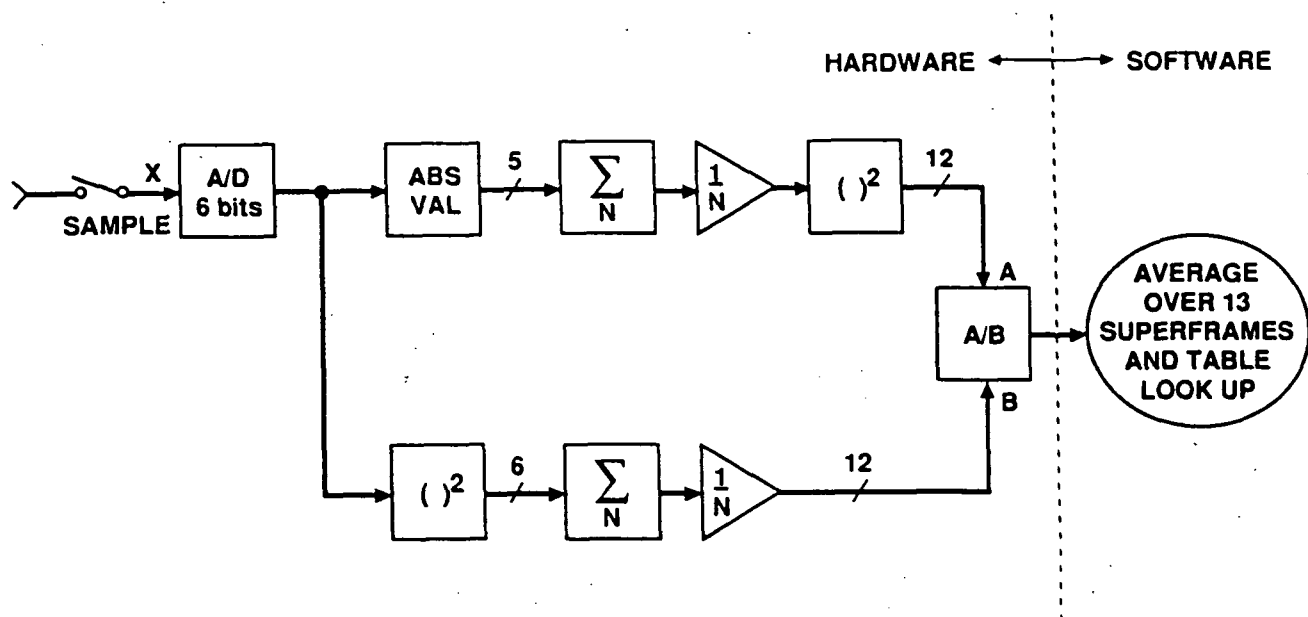 HARDWARE SOFTWARE
X
SAMPLE
A/D
6 bits
ABS
VAL
5
∑
N
1
N
( )²
12
A
A/B
B
AVERAGE
OVER 13
SUPERFRAMES
AND TABLE
LOOK UP
( )²
6
∑
N
1
N
12